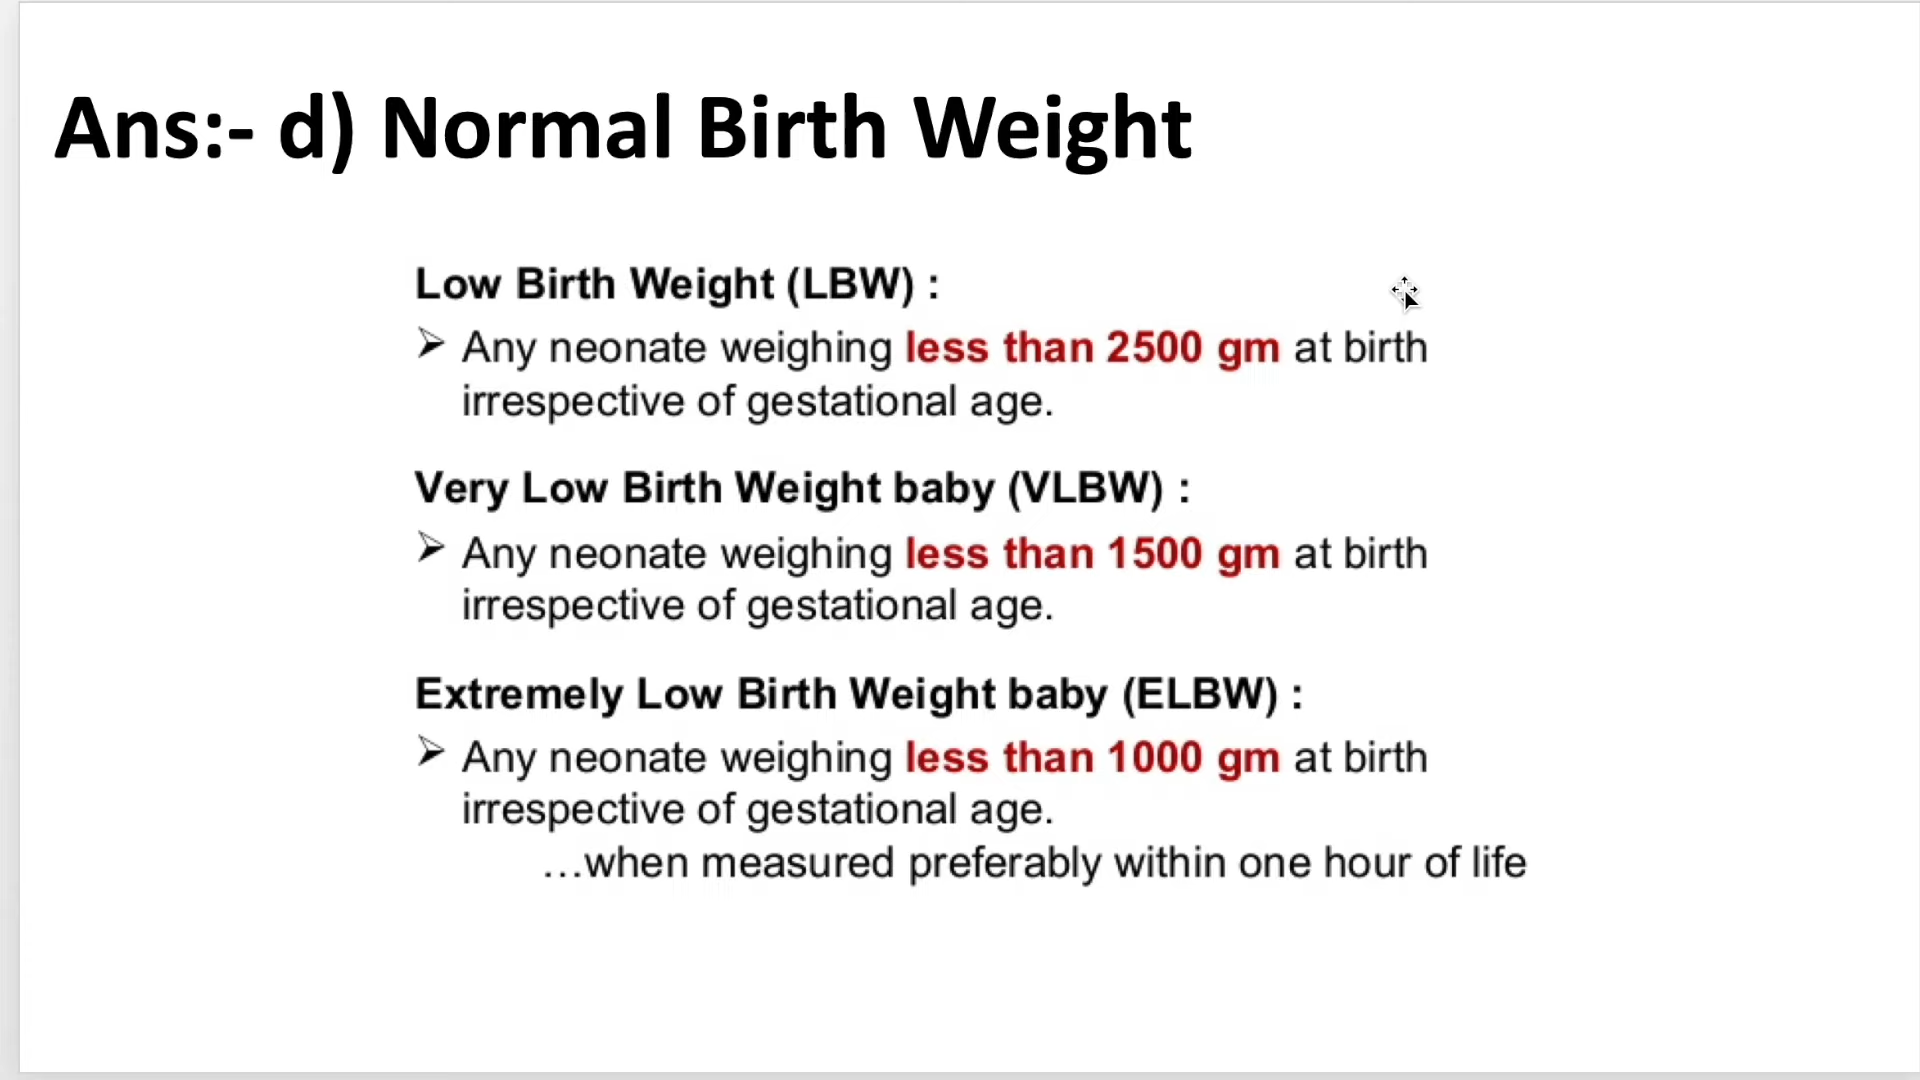 Ans:- d) Normal Birth Weight
Low Birth Weight (LBW) :
➢ Any neonate weighing less than 2500 gm at birth
irrespective of gestational age.
Very Low Birth Weight baby (VLBW) :
➢ Any neonate weighing less than 1500 gm at birth
irrespective of gestational age.
Extremely Low Birth Weight baby (ELBW) :
➢ Any neonate weighing less than 1000 gm at birth
irrespective of gestational age.
...when measured preferably within one hour of life